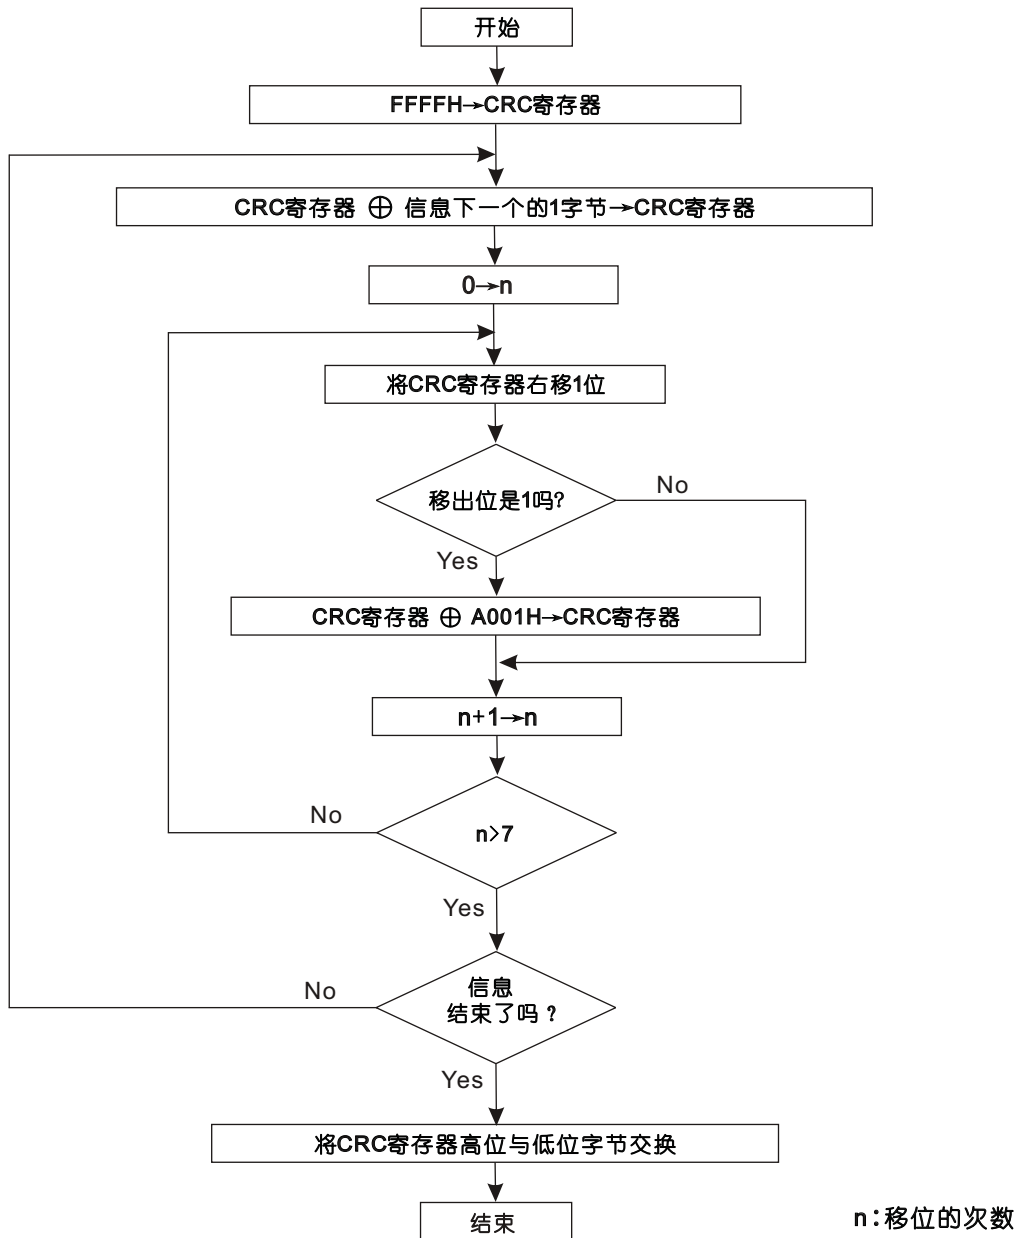 开始
FFFFH→CRC寄存器
CRC寄存器 ⊕ 信息下一个的1字节→CRC寄存器
0→n
将CRC寄存器右移1位
移出位是1吗?
No
Yes
CRC寄存器 ⊕ A001H→CRC寄存器
n+1→n
No
n>7
Yes
No
信息
结束了吗?
Yes
将CRC寄存器高位与低位字节交换
结束
n:移位的次数